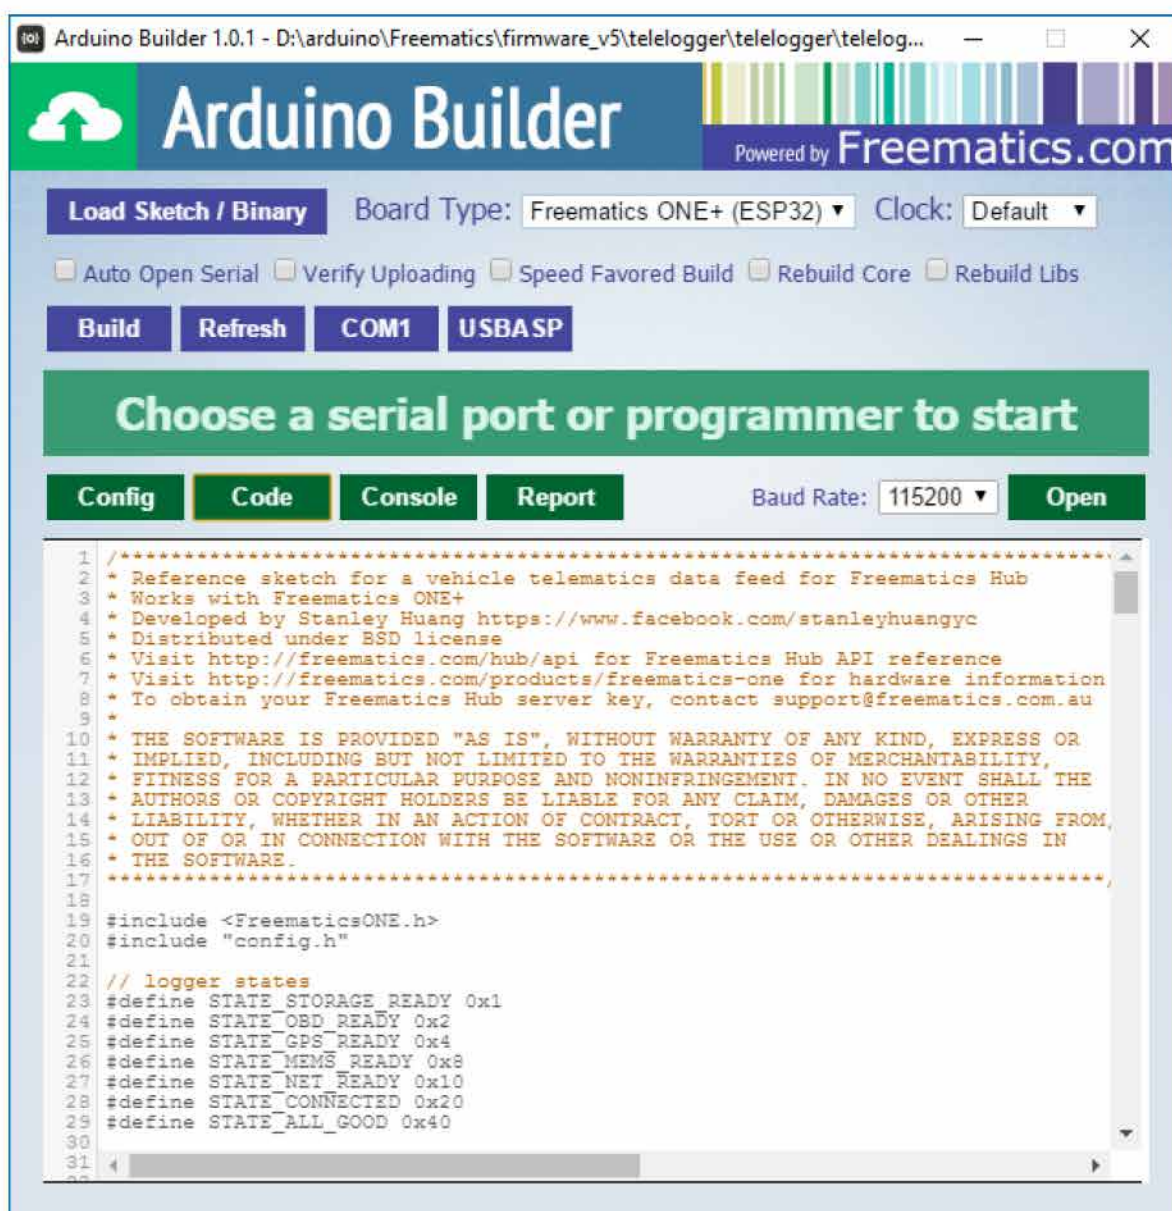 Arduino Builder 1.0.1 - D:\arduino\Freematics\firmware_v5\telelogger\telelogger\telelog...
Arduino Builder
Powered by Freematics.com
Load Sketch / Binary Board Type: Freematics ONE+ (ESP32) Clock: Default
Auto Open Serial Verify Uploading Speed Favored Build Rebuild Core Rebuild Libs
Build Refresh COM1 USBASP
Choose a serial port or programmer to start
Config Code Console Report Baud Rate: 115200 Open
1 /******************************************************************************
2 * Reference sketch for a vehicle telematics data feed for Freematics Hub
3 * Works with Freematics ONE+
4 * Developed by Stanley Huang https://www.facebook.com/stanleyhuangyc
5 * Distributed under BSD license
6 * Visit http://freematics.com/hub/api for Freematics Hub API reference
7 * Visit http://freematics.com/products/freematics-one for hardware information
8 * To obtain your Freematics Hub server key, contact support@freematics.com.au
9 *
10 * THE SOFTWARE IS PROVIDED "AS IS", WITHOUT WARRANTY OF ANY KIND, EXPRESS OR
11 * IMPLIED, INCLUDING BUT NOT LIMITED TO THE WARRANTIES OF MERCHANTABILITY,
12 * FITNESS FOR A PARTICULAR PURPOSE AND NONINFRINGEMENT. IN NO EVENT SHALL THE
13 * AUTHORS OR COPYRIGHT HOLDERS BE LIABLE FOR ANY CLAIM, DAMAGES OR OTHER
14 * LIABILITY, WHETHER IN AN ACTION OF CONTRACT, TORT OR OTHERWISE, ARISING FROM,
15 * OUT OF OR IN CONNECTION WITH THE SOFTWARE OR THE USE OR OTHER DEALINGS IN
16 * THE SOFTWARE.
17 ******************************************************************************/
18
19 #include <FreematicsONE.h>
20 #include "config.h"
21
22 // logger states
23 #define STATE_STORAGE_READY 0x1
24 #define STATE_OBD_READY 0x2
25 #define STATE_GPS_READY 0x4
26 #define STATE_MEMS_READY 0x8
27 #define STATE_NET_READY 0x10
28 #define STATE_CONNECTED 0x20
29 #define STATE_ALL_GOOD 0x40
30
31